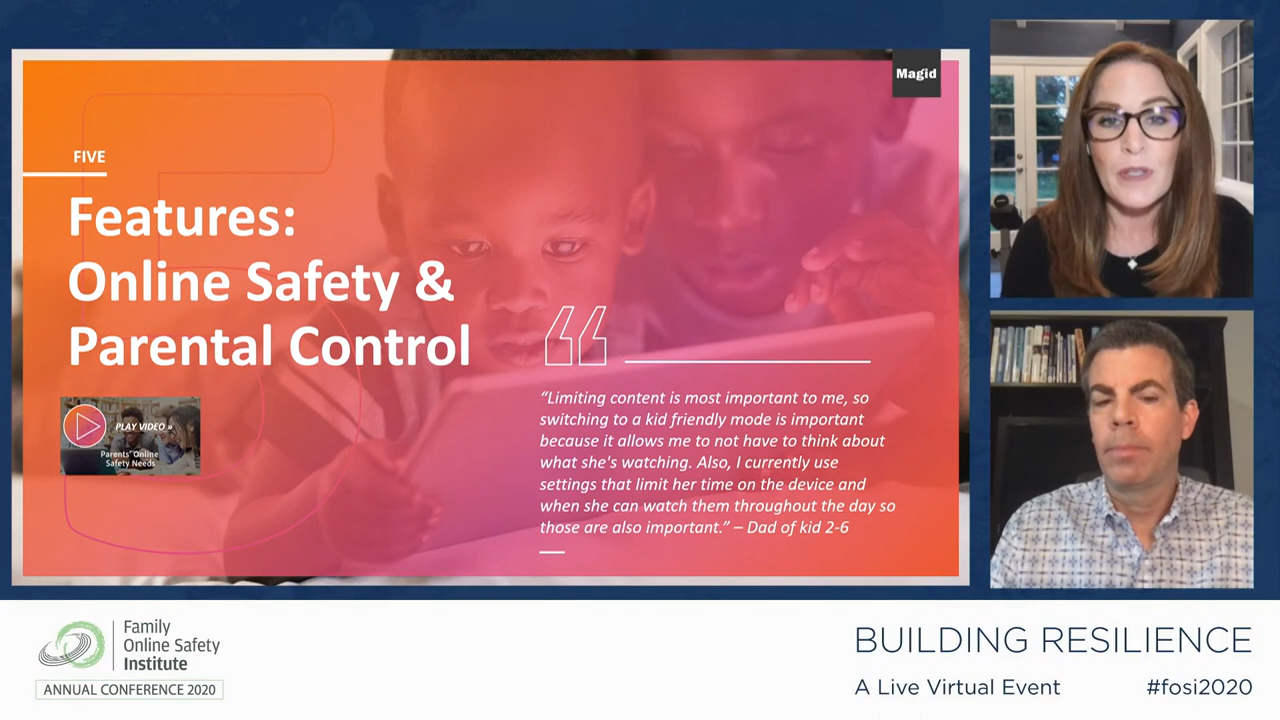 Magid
FIVE
Features:
Online Safety &
Parental Control
PLAY VIDEO »
Parents' Online
Safety Needs
“Limiting content is most important to me, so
switching to a kid friendly mode is important
because it allows me to not have to think about
what she's watching. Also, I currently use
settings that limit her time on the device and
when she can watch them throughout the day so
those are also important.” – Dad of kid 2-6
Family
Online Safety
Institute
ANNUAL CONFERENCE 2020
BUILDING RESILIENCE
A Live Virtual Event
#fosi2020